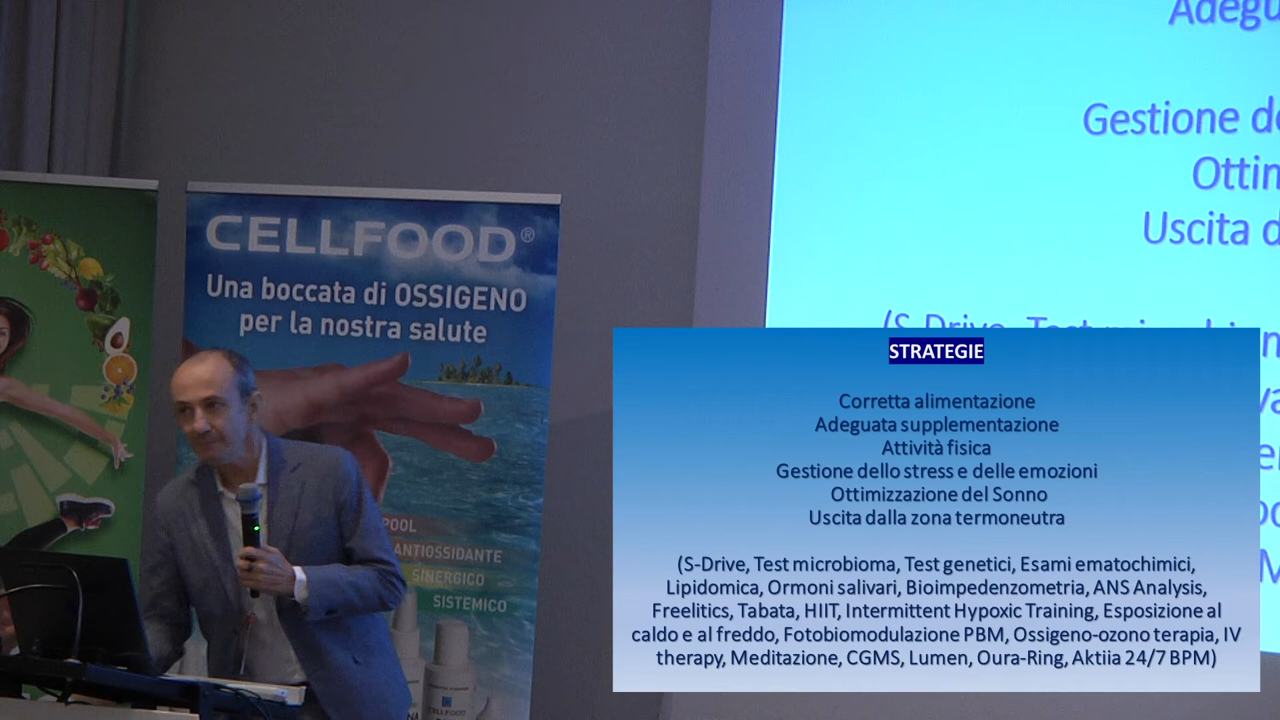 CELLFOOD®
Una boccata di OSSIGENO
per la nostra salute
POOL
ANTIOSSIDANTE
SINERGICO
SISTEMICO
CELLFOOD
Gestione
Uscita
(S-Drive, Test
STRATEGIE
Corretta alimentazione
Adeguata supplementazione
Attività fisica
Gestione dello stress e delle emozioni
Ottimizzazione del Sonno
Uscita dalla zona termoneutra
(S-Drive, Test microbioma, Test genetici, Esami ematochimici,
Lipidomica, Ormoni salivari, Bioimpedenzometria, ANS Analysis,
Freelitics, Tabata, HIIT, Intermittent Hypoxic Training, Esposizione al
caldo e al freddo, Fotobiomodulazione PBM, Ossigeno-ozono terapia, IV
therapy, Meditazione, CGMS, Lumen, Oura-Ring, Aktiia 24/7 BPM)